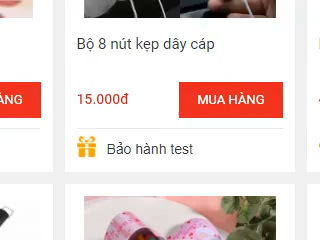 Bộ 8 nút kẹp dây cáp
15.000đ
MUA HÀNG
Bảo hành test